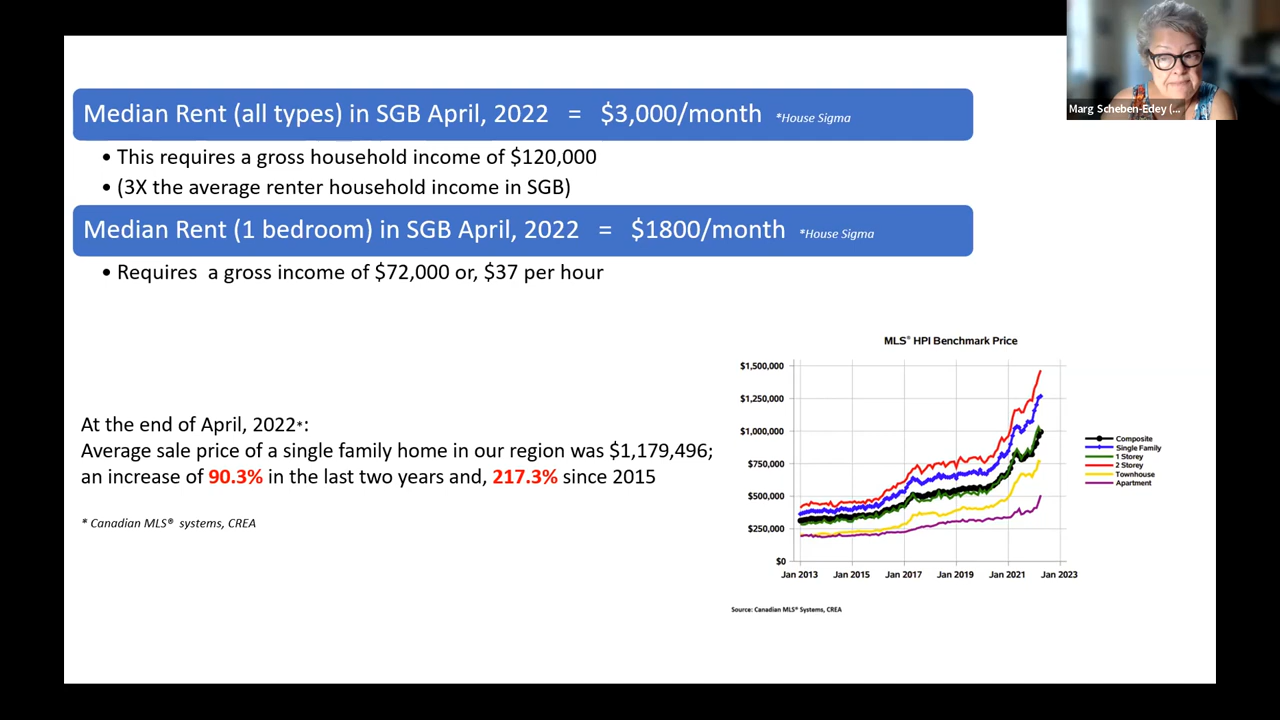 Marg Scheben-Edey (...
Median Rent (all types) in SGB April, 2022 = $3,000/month *House Sigma
• This requires a gross household income of $120,000
• (3X the average renter household income in SGB)
Median Rent (1 bedroom) in SGB April, 2022 = $1800/month *House Sigma
• Requires a gross income of $72,000 or, $37 per hour
At the end of April, 2022*:
Average sale price of a single family home in our region was $1,179,496;
an increase of 90.3% in the last two years and, 217.3% since 2015
* Canadian MLS® systems, CREA
MLS® HPI Benchmark Price
$1,500,000
$1,250,000
$1,000,000
$750,000
$500,000
$250,000
$0
Jan 2013 Jan 2015 Jan 2017 Jan 2019 Jan 2021 Jan 2023
Composite
Single Family
1 Storey
2 Storey
Townhouse
Apartment
Source: Canadian MLS® Systems, CREA